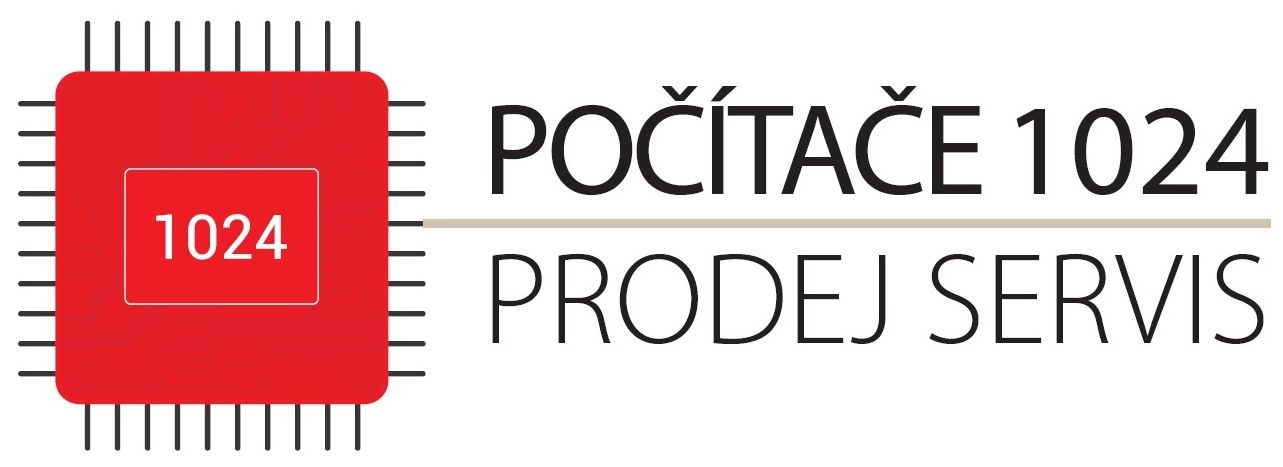 1024
POČÍTAČE 1024
PRODEJ SERVIS